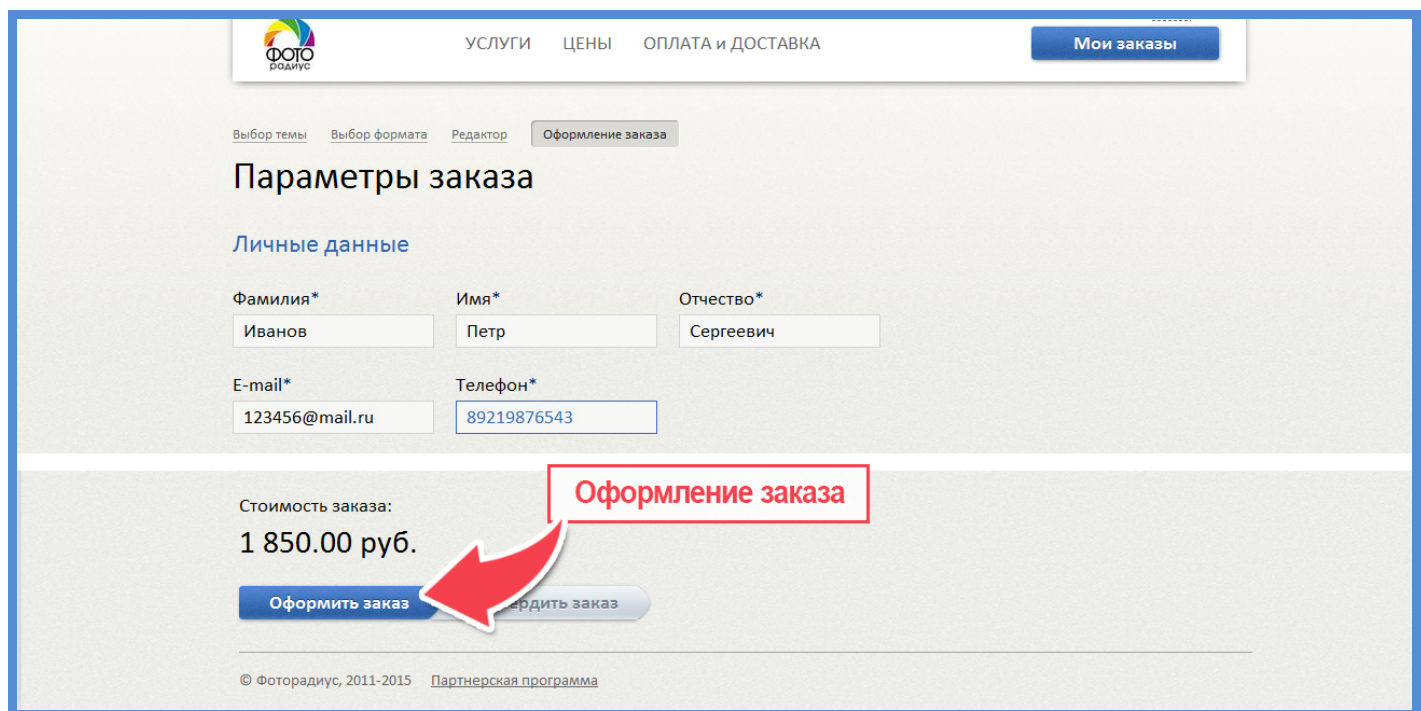 ФОТО
радиус
УСЛУГИ ЦЕНЫ ОПЛАТА и ДОСТАВКА
Мои заказы
Выбор темы Выбор формата Редактор Оформление заказа
Параметры заказа
Личные данные
Фамилия* Имя* Отчество*
Иванов Петр Сергеевич
E-mail* Телефон*
123456@mail.ru 89219876543
Оформление заказа
Стоимость заказа:
1 850.00 руб.
Оформить заказ заказ
© Фоторадиус, 2011-2015 Партнерская программа